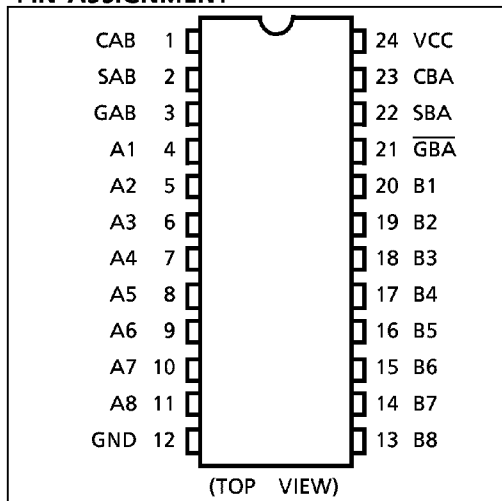 PIN ASSIGNMENT
CAB 1 24 VCC
SAB 2 23 CBA
GAB 3 22 SBA
A1 4 21 G̅B̅A̅
A2 5 20 B1
A3 6 19 B2
A4 7 18 B3
A5 8 17 B4
A6 9 16 B5
A7 10 15 B6
A8 11 14 B7
GND 12 13 B8
(TOP VIEW)